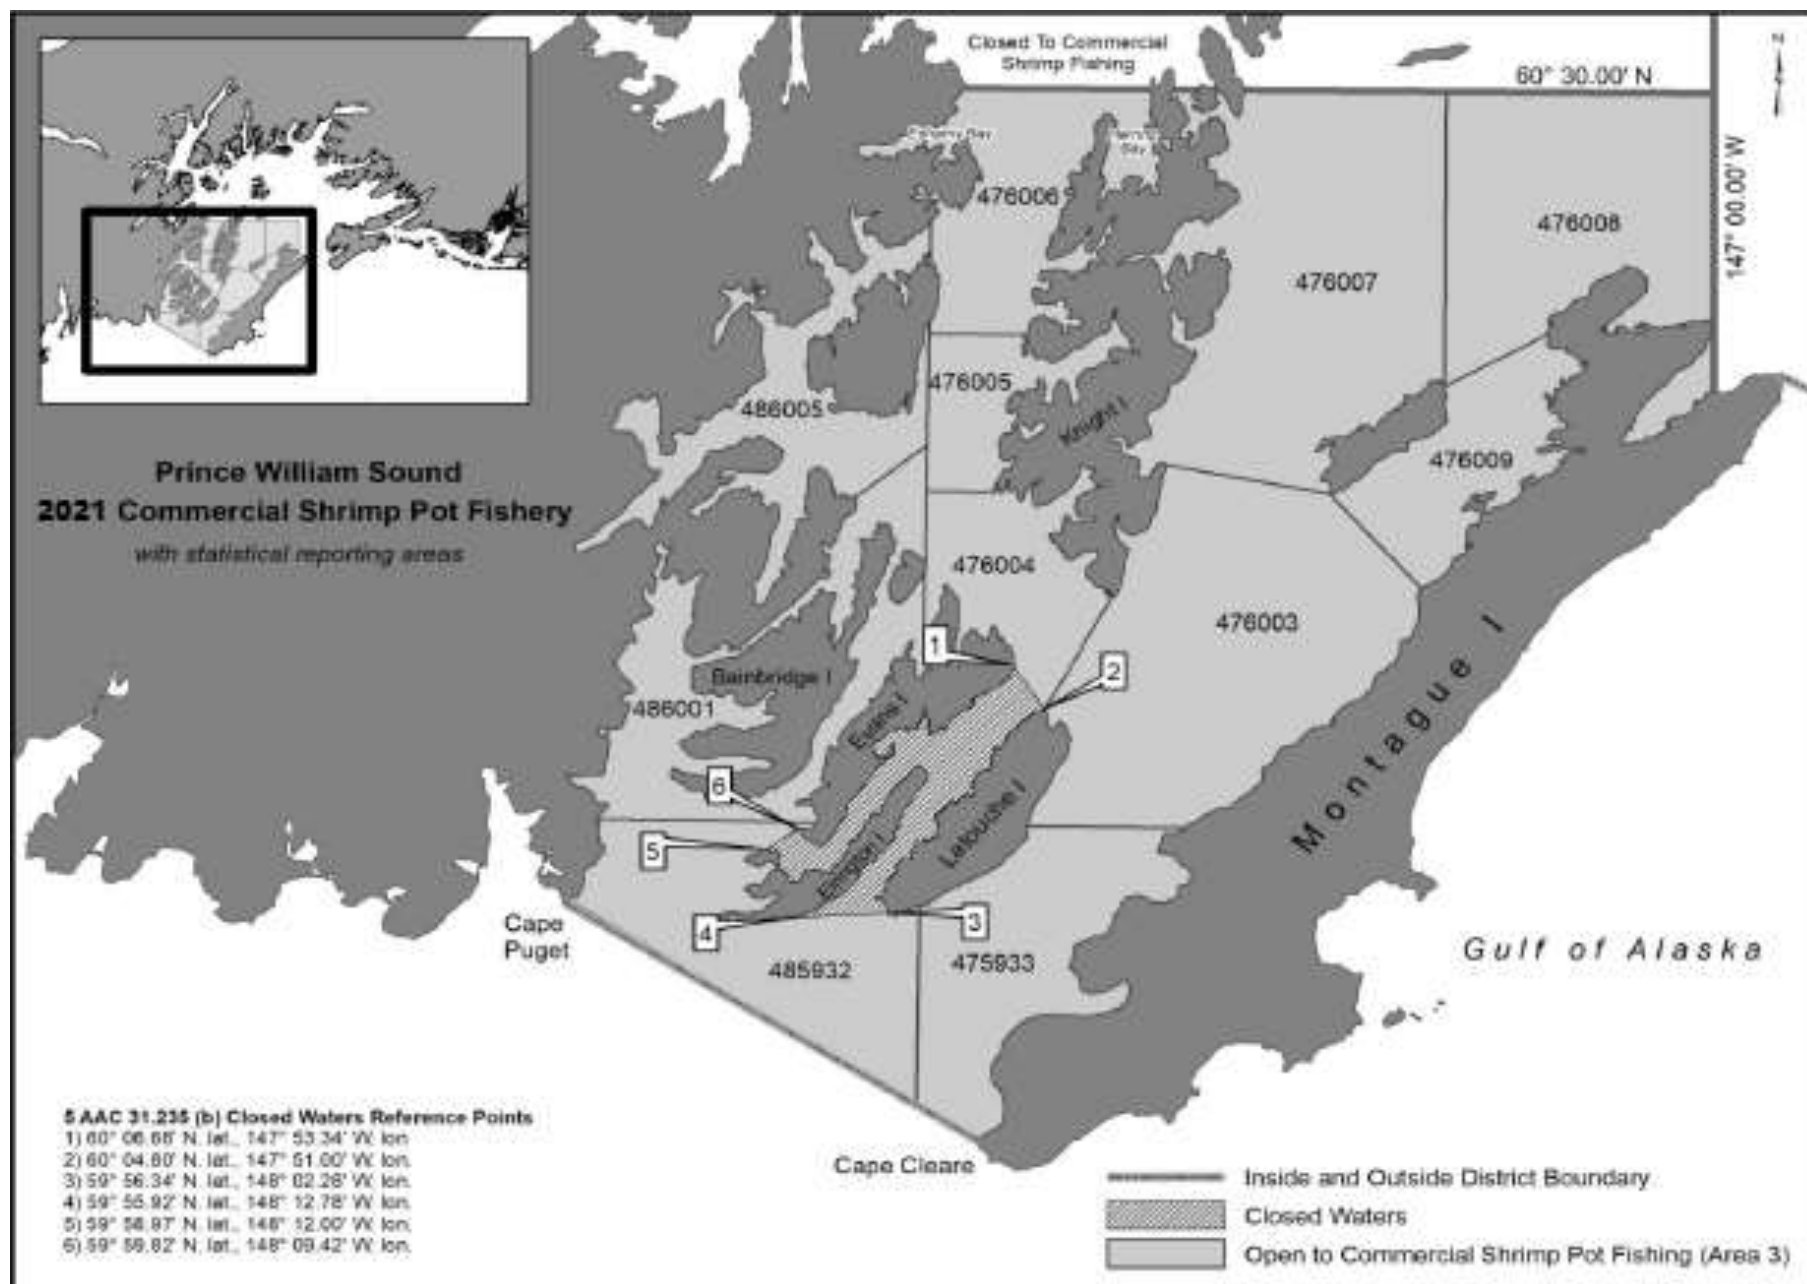 Closed To Commercial
Shrimp Fishing
N
60° 30.00' N
147° 00.00' W
Bay
Bay
476006
476008
476007
476005
486005
Knight I
476009
Prince William Sound
2021 Commercial Shrimp Pot Fishery
with statistical reporting areas
476004
476003
1
2
Bainbridge I
486001
Evans I
Montague I
6
5
Elrington I
Latouche I
4
3
Cape
Puget
485932
475933
Gulf of Alaska
5 AAC 31.235 (b) Closed Waters Reference Points
1) 60° N. lat., 147° 53.34' W. lon.
2) 60° 04.60' N. lat., 147° 51.00' W. lon.
3) 59° 56.34' N. lat., 148° W. lon.
4) 59° 55.92' N. lat., 148° 12.78' W. lon.
5) 59° N. lat., 148° 12.00' W. lon.
6) 59° 59.82' N. lat., 148° 09.42' W. lon.
Cape Cleare
Inside and Outside District Boundary
Closed Waters
Open to Commercial Shrimp Pot Fishing (Area 3)